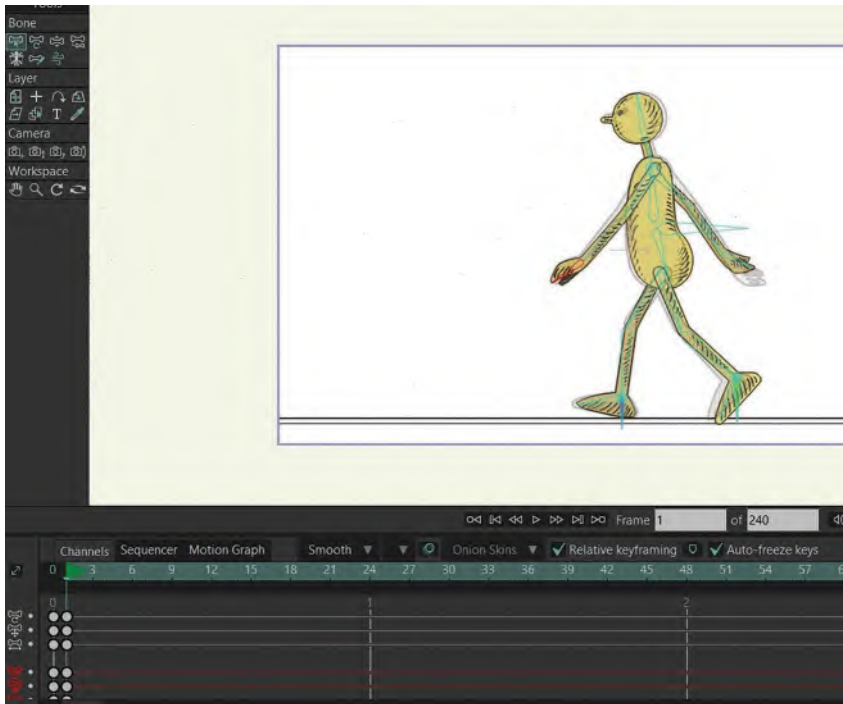 Tools
Bone
Layer
T
Camera
Workspace
Frame 1 of 240
Channels Sequencer Motion Graph Smooth Onion Skins Relative keyframing Auto-freeze keys
0 3 6 9 12 15 18 21 24 27 30 33 36 39 42 45 48 51 54 57
0 1 2